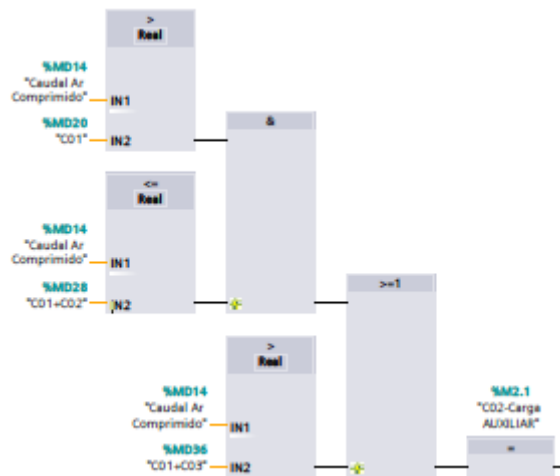 >
Real
%MD14
"Caudal Ar
Comprimido"
IN1
%MD20
"C01"
IN2
&
<=
Real
%MD14
"Caudal Ar
Comprimido"
IN1
%MD28
"C01+C02"
IN2
>=1
>
Real
%MD14
"Caudal Ar
Comprimido"
IN1
%MD36
"C01+C03"
IN2
%M2.1
"C02-Carga
AUXILIAR"
=